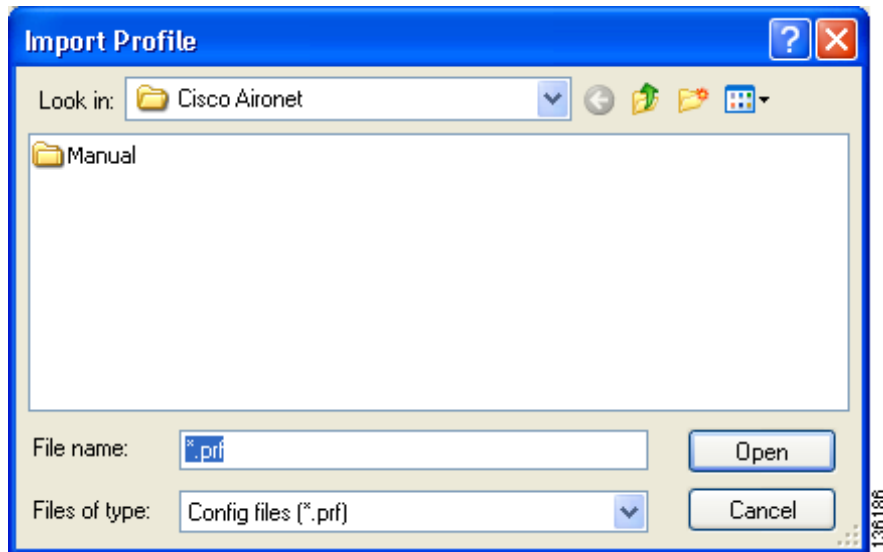 Import Profile
Look in: Cisco Aironet
Manual
File name: *.prf
Open
Files of type: Config files (*.prf)
Cancel
136186